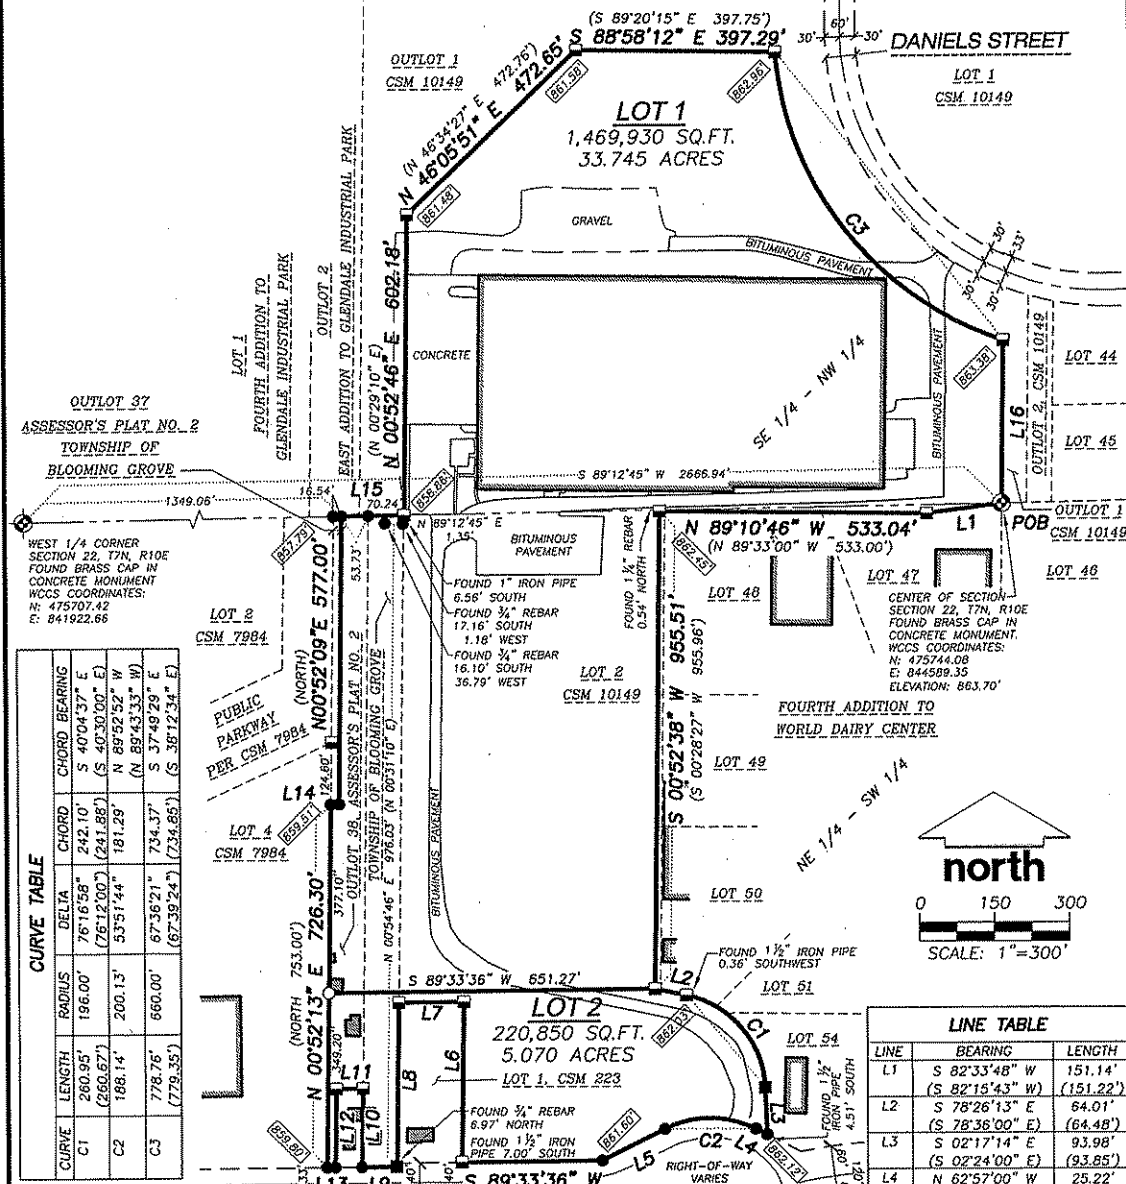 (S 89°20'15" E 397.75')
S 88°58'12" E 397.29'
30' 60' 30'
DANIELS STREET
OUTLOT 1
CSM 10149
LOT 1
CSM 10149
(N 46°34'27" E 472.76')
N 46°05'51" E 472.65'
861.58'
862.96'
LOT 1
1,469,930 SQ.FT.
33.745 ACRES
861.48'
GRAVEL
C3
BITUMINOUS PAVEMENT
30' 33'
30' 30'
LOT 1
FOURTH ADDITION TO
GLENDALE INDUSTRIAL PARK
OUTLOT 2
EAST ADDITION TO GLENDALE INDUSTRIAL PARK
N 00°52'46" E 602.18'
(N 00°29'10" E)
CONCRETE
SE 1/4 - NW 1/4
BITUMINOUS PAVEMENT
863.38'
L16
OUTLOT 2, CSM 10149
LOT 44
LOT 45
OUTLOT 37
ASSESSOR'S PLAT NO. 2
TOWNSHIP OF
BLOOMING GROVE
1349.06'
16.54'
L15
70.24'
858.86'
S 89°12'45" W 2666.94'
N 89°12'45" E
1.35'
857.79'
WEST 1/4 CORNER
SECTION 22, T7N, R10E
FOUND BRASS CAP IN
CONCRETE MONUMENT
WCCS COORDINATES:
N: 475707.42
E: 841922.66
BITUMINOUS
PAVEMENT
FOUND 1 ¼" REBAR
0.54' NORTH
N 89°10'46" W 533.04'
(N 89°33'00" W 533.00')
862.45'
L1
POB
OUTLOT 1
CSM 10149
LOT 46
LOT 47
LOT 48
CENTER OF SECTION
SECTION 22, T7N, R10E
FOUND BRASS CAP IN
CONCRETE MONUMENT.
WCCS COORDINATES:
N: 475744.08
E: 844589.35
ELEVATION: 863.70'
FOUND 1" IRON PIPE
6.56' SOUTH
FOUND ¾" REBAR
17.16' SOUTH
1.18' WEST
FOUND ¾" REBAR
16.10' SOUTH
36.79' WEST
LOT 2
CSM 7984
N00°52'09"E 577.00'
(NORTH)
553.73'
OUTLOT 38, ASSESSOR'S PLAT NO. 2
TOWNSHIP OF BLOOMING GROVE
N 00°54'46" E 976.03' (N 00°31'10" E)
LOT 2
CSM 10149
S 00°52'38" W 955.51'
(S 00°28'27" W 955.96')
FOURTH ADDITION TO
WORLD DAIRY CENTER
PUBLIC
PARKWAY
PER CSM 7984
LOT 49
124.80'
L14
859.51'
LOT 4
CSM 7984
BITUMINOUS PAVEMENT
NE 1/4 - SW 1/4
north
0 150 300
SCALE: 1"=300'
LOT 50
377.10'
N 00°52'13" E 726.30'
(NORTH 753.00')
S 89°33'36" W 651.27'
L2
FOUND 1 ½" IRON PIPE
0.36' SOUTHWEST
LOT 51
862.03'
LOT 2
220,850 SQ.FT.
5.070 ACRES
L7
L6
L8
LOT 1, CSM 223
C1
LOT 54
349.20'
L11
L12
L10
FOUND ¾" REBAR
6.97' NORTH
FOUND 1 ½" IRON
PIPE 7.00' SOUTH
861.60'
L3
FOUND 1 ½"
IRON PIPE
4.51' SOUTH
C2
L4
L5
862.12'
859.80'
33'
L13
L9
40'
40'
S 89°33'36" W
RIGHT-OF-WAY
VARIES
60'
120'
CURVE TABLE
CURVE LENGTH RADIUS DELTA CHORD CHORD BEARING
C1 260.95' 196.00' 76°16'58" 242.10' S 40°04'37" E
(260.67') (76°12'00") (241.88') (S 40°30'00" E)
C2 188.14' 200.13' 53°51'44" 181.29' N 89°52'52" W
(N 89°43'33" W)
C3 778.76' 660.00' 67°36'21" 734.37' S 37°49'29" E
(779.35') (67°39'24") (734.85') (S 38°12'34" E)
LINE TABLE
LINE BEARING LENGTH
L1 S 82°33'48" W 151.14'
(S 82°15'43" W) (151.22')
L2 S 78°26'13" E 64.01'
(S 78°36'00" E) (64.48')
L3 S 02°17'14" E 93.98'
(S 02°24'00" E) (93.85')
L4 N 62°57'00" W 25.22'